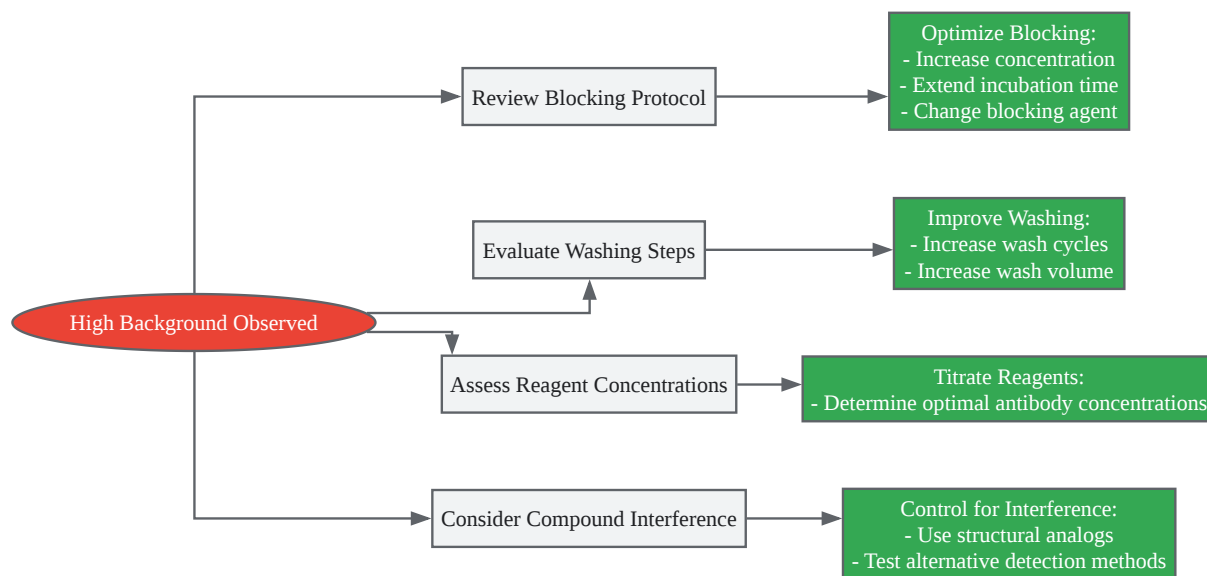 High Background Observed
Review Blocking Protocol
Optimize Blocking:
- Increase concentration
- Extend incubation time
- Change blocking agent
Evaluate Washing Steps
Improve Washing:
- Increase wash cycles
- Increase wash volume
Assess Reagent Concentrations
Titrate Reagents:
- Determine optimal antibody concentrations
Consider Compound Interference
Control for Interference:
- Use structural analogs
- Test alternative detection methods